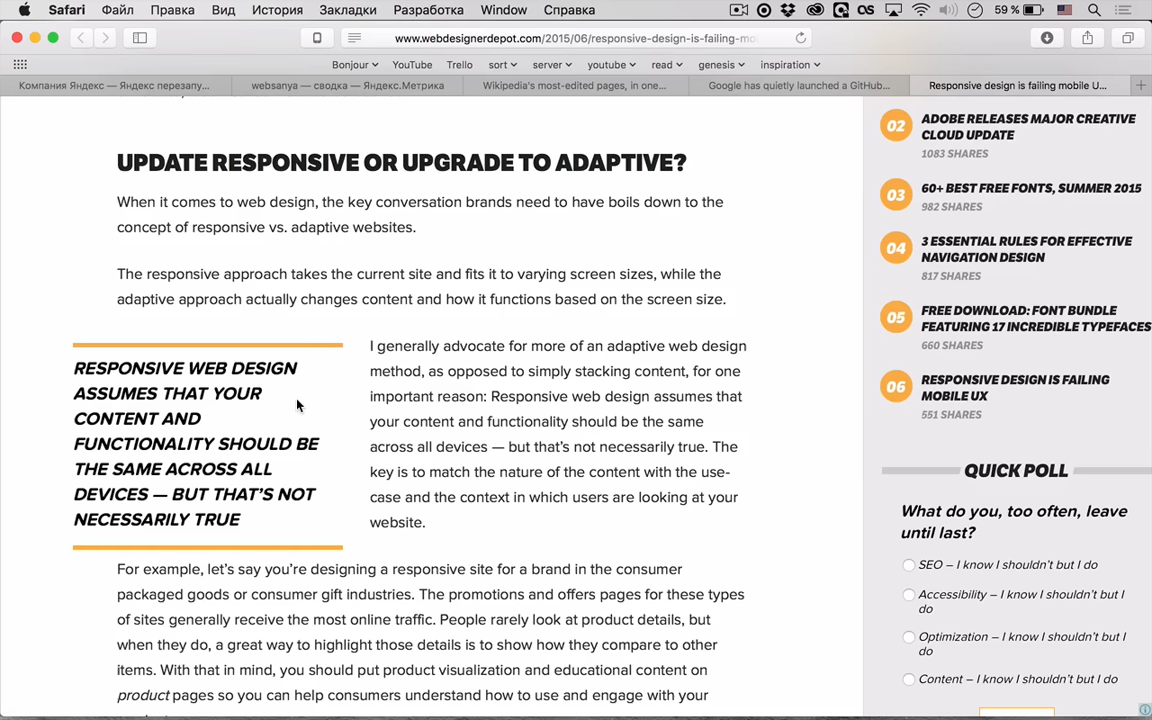 Safari Файл Правка Вид История Закладки Разработка Window Справка 59 %
www.webdesignerdepot.com/2015/06/responsive-design-is-failing-mo
Bonjour YouTube Trello sort server youtube read genesis inspiration
Компания Яндекс — Яндекс перезапу... websanya — сводка — Яндекс.Метрика Wikipedia's most-edited pages, in one... Google has quietly launched a GitHub... Responsive design is failing mobile U...
UPDATE RESPONSIVE OR UPGRADE TO ADAPTIVE?
When it comes to web design, the key conversation brands need to have boils down to the
concept of responsive vs. adaptive websites.
The responsive approach takes the current site and fits it to varying screen sizes, while the
adaptive approach actually changes content and how it functions based on the screen size.
RESPONSIVE WEB DESIGN
ASSUMES THAT YOUR
CONTENT AND
FUNCTIONALITY SHOULD BE
THE SAME ACROSS ALL
DEVICES — BUT THAT'S NOT
NECESSARILY TRUE
I generally advocate for more of an adaptive web design
method, as opposed to simply stacking content, for one
important reason: Responsive web design assumes that
your content and functionality should be the same
across all devices — but that's not necessarily true. The
key is to match the nature of the content with the use-
case and the context in which users are looking at your
website.
For example, let's say you're designing a responsive site for a brand in the consumer
packaged goods or consumer gift industries. The promotions and offers pages for these types
of sites generally receive the most online traffic. People rarely look at product details, but
when they do, a great way to highlight those details is to show how they compare to other
items. With that in mind, you should put product visualization and educational content on
product pages so you can help consumers understand how to use and engage with your
02 ADOBE RELEASES MAJOR CREATIVE
CLOUD UPDATE
1083 SHARES
03 60+ BEST FREE FONTS, SUMMER 2015
982 SHARES
04 3 ESSENTIAL RULES FOR EFFECTIVE
NAVIGATION DESIGN
817 SHARES
05 FREE DOWNLOAD: FONT BUNDLE
FEATURING 17 INCREDIBLE TYPEFACES
660 SHARES
06 RESPONSIVE DESIGN IS FAILING
MOBILE UX
551 SHARES
QUICK POLL
What do you, too often, leave
until last?
SEO – I know I shouldn't but I do
Accessibility – I know I shouldn't but I
do
Optimization – I know I shouldn't but I
do
Content – I know I shouldn't but I do